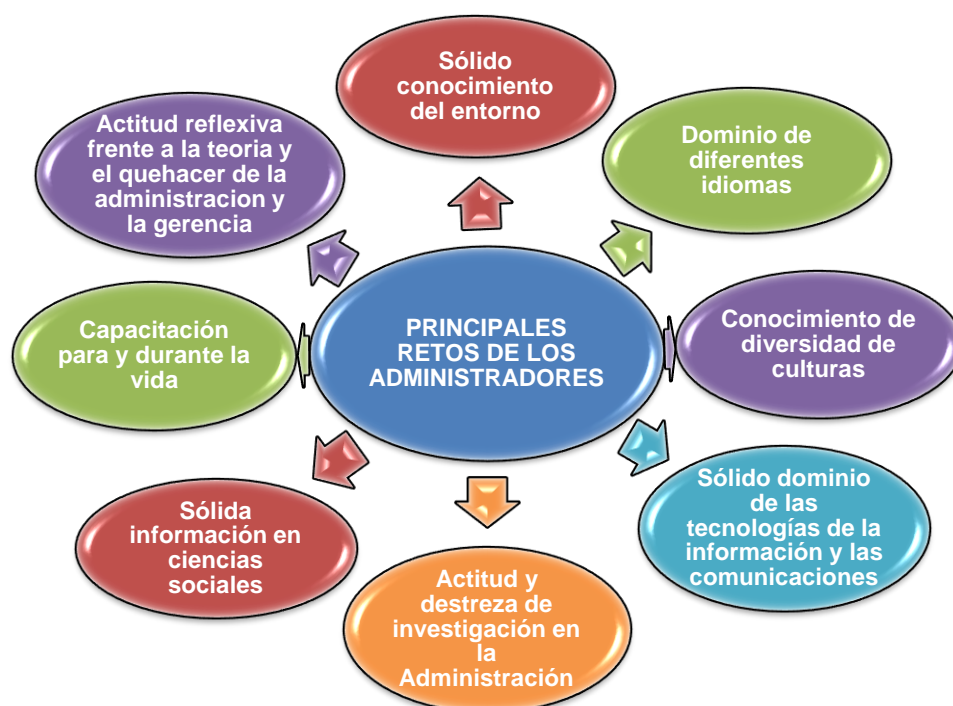 PRINCIPALES
RETOS DE LOS
ADMINISTRADORES
Sólido
conocimiento
del entorno
Dominio de
diferentes
idiomas
Conocimiento de
diversidad de
culturas
Sólido dominio
de las
tecnologías de la
información y las
comunicaciones
Actitud y
destreza de
investigación en
la
Administración
Sólida
información en
ciencias
sociales
Capacitación
para y durante la
vida
Actitud reflexiva
frente a la teoria y
el quehacer de la
administracion y
la gerencia